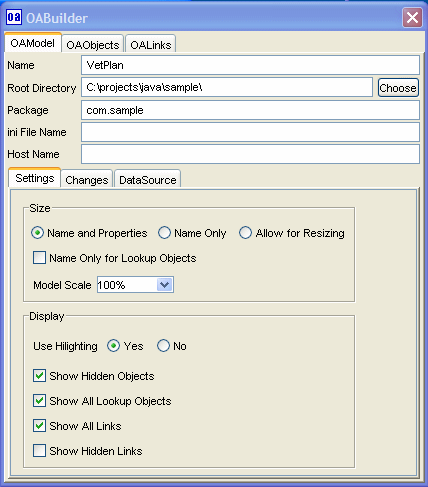 oa OABuilder
OAModel OAObjects OALinks
Name VetPlan
Root Directory C:\projects\java\sample\ Choose
Package com.sample
ini File Name
Host Name
Settings Changes DataSource
Size
Name and Properties Name Only Allow for Resizing
Name Only for Lookup Objects
Model Scale 100%
Display
Use Hilighting Yes No
Show Hidden Objects
Show All Lookup Objects
Show All Links
Show Hidden Links